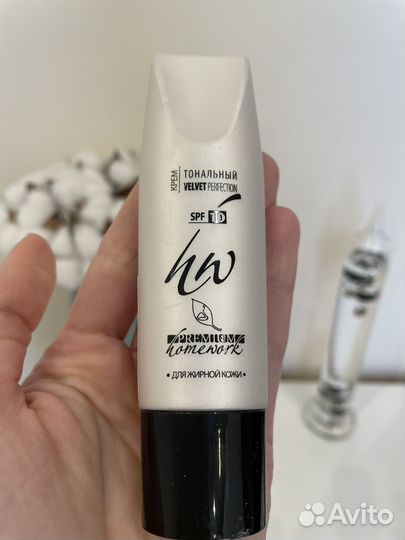 КРЕМ
ТОНАЛЬНЫЙ
VELVET PERFECTION
SPF 10
hw
PREMIUM
homework
• ДЛЯ ЖИРНОЙ КОЖИ •
Avito